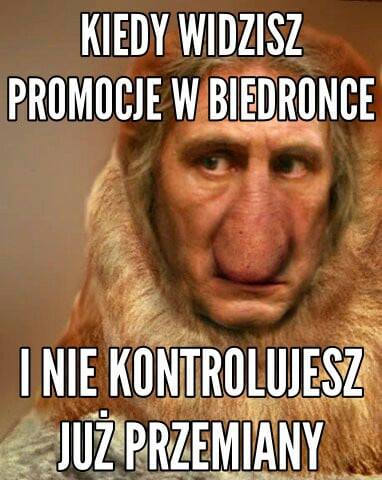 KIEDY WIDZISZ
PROMOCJE W BIEDRONCE
I NIE KONTROLUJESZ
JUŻ PRZEMIANY